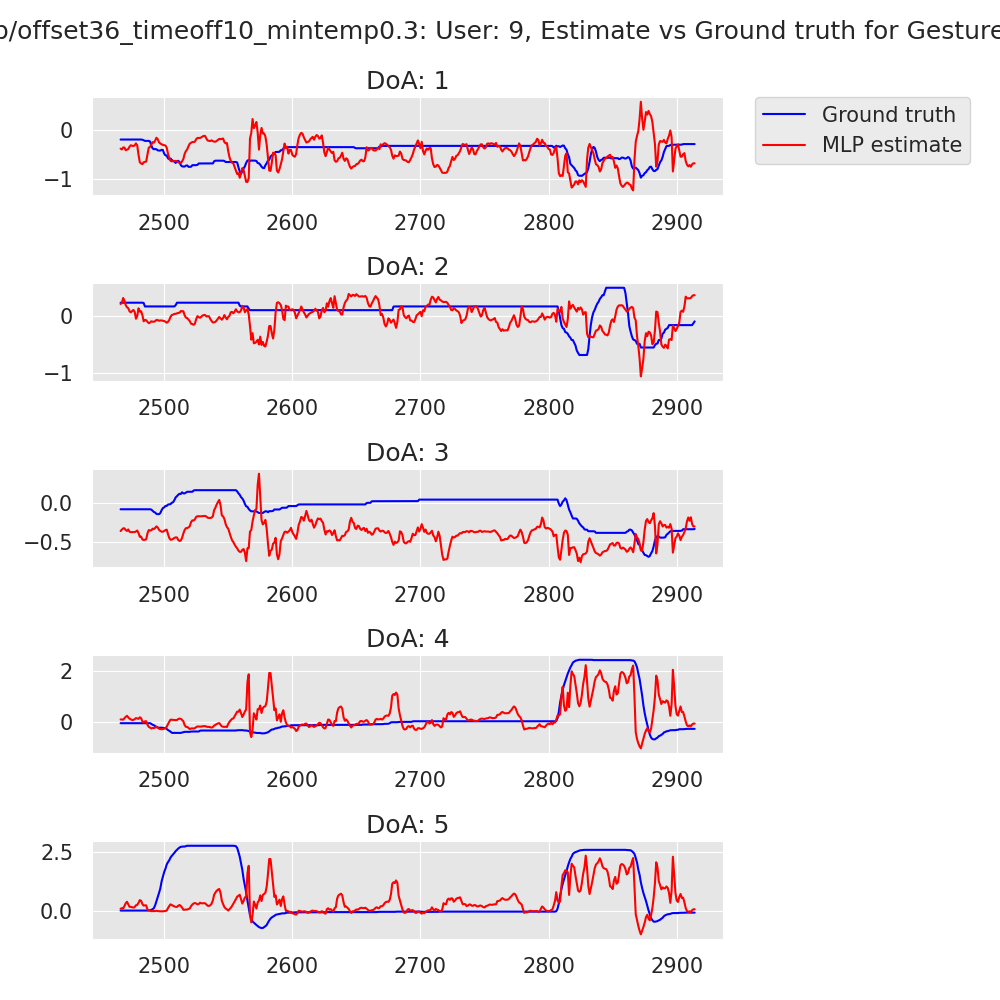 o/offset36_timeoff10_mintemp0.3: User: 9, Estimate vs Ground truth for Gesture
DoA: 1
Ground truth
MLP estimate
0
−1
2500 2600 2700 2800 2900
DoA: 2
0
−1
2500 2600 2700 2800 2900
DoA: 3
0.0
−0.5
2500 2600 2700 2800 2900
DoA: 4
2
0
2500 2600 2700 2800 2900
DoA: 5
2.5
0.0
2500 2600 2700 2800 2900